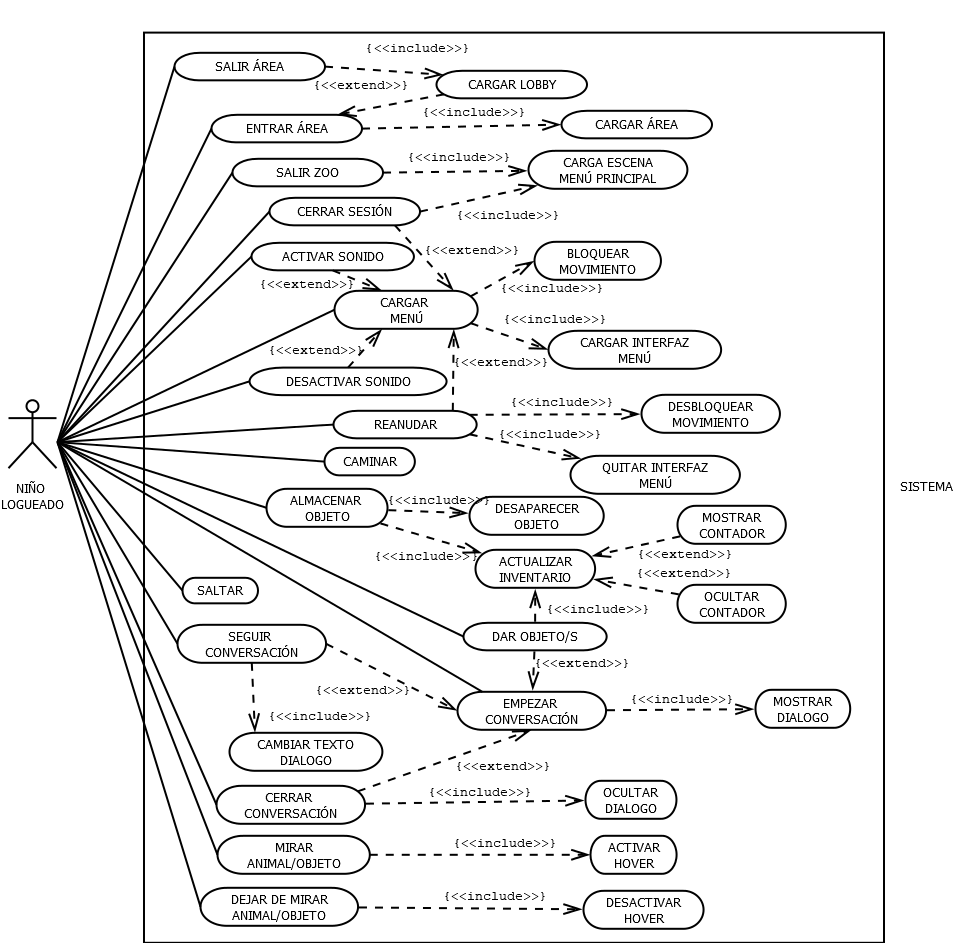 {<<include>>}
SALIR ÁREA
{<<extend>>}
CARGAR LOBBY
{<<include>>}
ENTRAR ÁREA
CARGAR ÁREA
{<<include>>}
SALIR ZOO
CARGA ESCENA
MENÚ PRINCIPAL
CERRAR SESIÓN
{<<include>>}
ACTIVAR SONIDO
{<<extend>>}
BLOQUEAR
MOVIMIENTO
{<<extend>>}
{<<include>>}
CARGAR
MENÚ
{<<include>>}
CARGAR INTERFAZ
MENÚ
{<<extend>>}
{<<extend>>}
DESACTIVAR SONIDO
{<<include>>}
DESBLOQUEAR
MOVIMIENTO
REANUDAR
{<<include>>}
CAMINAR
QUITAR INTERFAZ
MENÚ
NIÑO
LOGUEADO
SISTEMA
ALMACENAR
OBJETO
{<<include>>}
DESAPARECER
OBJETO
MOSTRAR
CONTADOR
{<<include>>}
{<<extend>>}
ACTUALIZAR
INVENTARIO
{<<extend>>}
SALTAR
OCULTAR
CONTADOR
{<<include>>}
SEGUIR
CONVERSACIÓN
DAR OBJETO/S
{<<extend>>}
{<<extend>>}
{<<include>>}
EMPEZAR
CONVERSACIÓN
{<<include>>}
MOSTRAR
DIALOGO
CAMBIAR TEXTO
DIALOGO
{<<extend>>}
CERRAR
CONVERSACIÓN
{<<include>>}
OCULTAR
DIALOGO
MIRAR
ANIMAL/OBJETO
{<<include>>}
ACTIVAR
HOVER
DEJAR DE MIRAR
ANIMAL/OBJETO
{<<include>>}
DESACTIVAR
HOVER